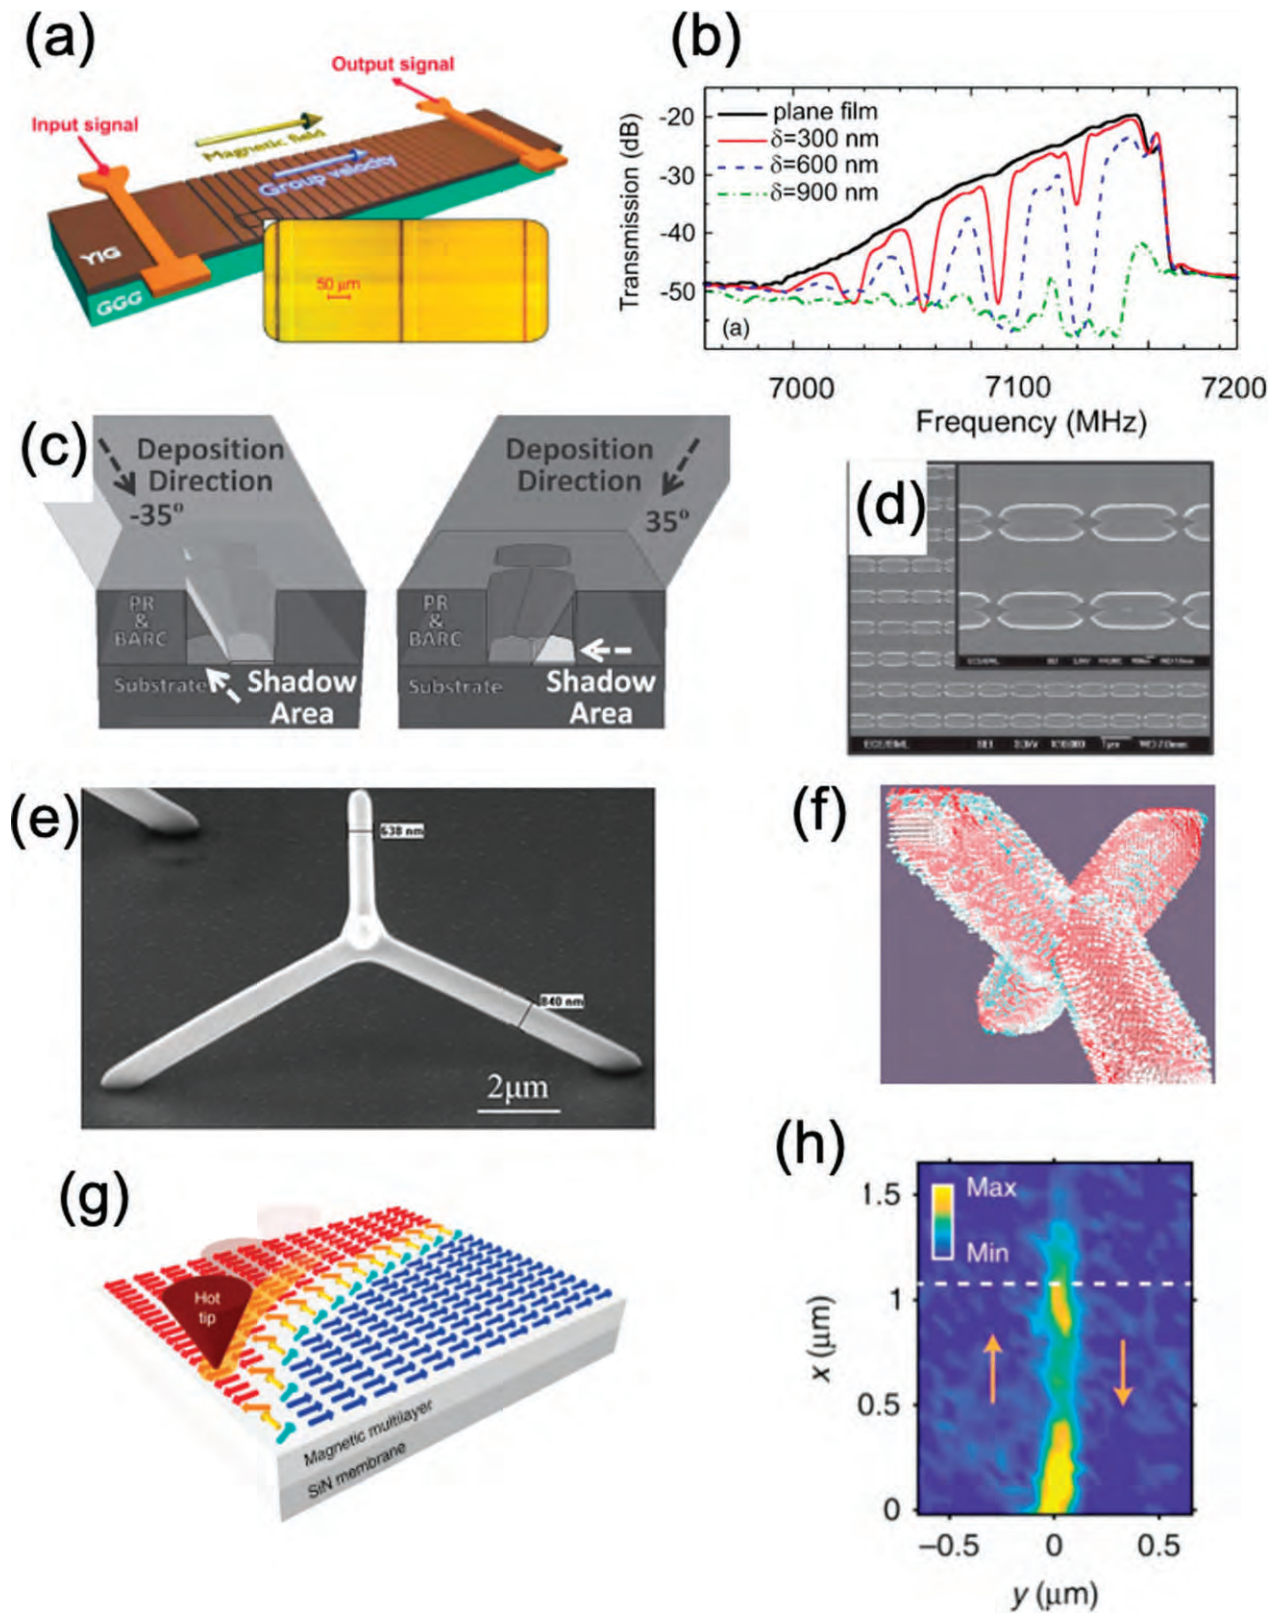 (a)
Output signal
Input signal
Magnetic field
Group velocity
YIG
GGG
50 μm
(b)
Transmission (dB)
-20
-30
-40
-50
plane film
δ=300 nm
δ=600 nm
δ=900 nm
(a)
7000
7100
7200
Frequency (MHz)
(c)
Deposition
Direction
-35º
PR
&
BARC
Substrate
Shadow
Area
Deposition
Direction
35º
PR
&
BARC
Substrate
Shadow
Area
(d)
(e)
638 nm
840 nm
2μm
(f)
(g)
Hot
tip
Magnetic multilayer
SiN membrane
(h)
Max
Min
1.5
1
0.5
0
x (μm)
–0.5
0
0.5
y (μm)